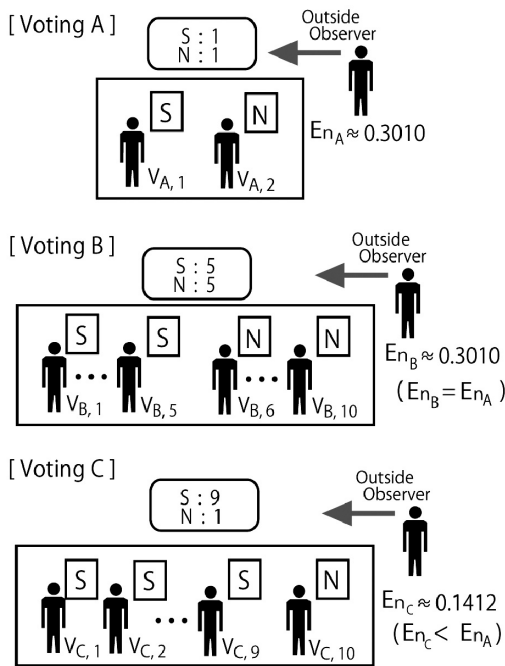 [ Voting A ]
Outside
Observer
S : 1
N : 1
S
N
En_A ≈ 0.3010
V_A, 1
V_A, 2
[ Voting B ]
Outside
Observer
S : 5
N : 5
S
S
N
N
En_B ≈ 0.3010
(En_B = En_A)
V_B, 1
V_B, 5
V_B, 6
V_B, 10
[ Voting C ]
Outside
Observer
S : 9
N : 1
S
S
S
N
En_C ≈ 0.1412
(En_C < En_A)
V_C, 1
V_C, 2
V_C, 9
V_C, 10